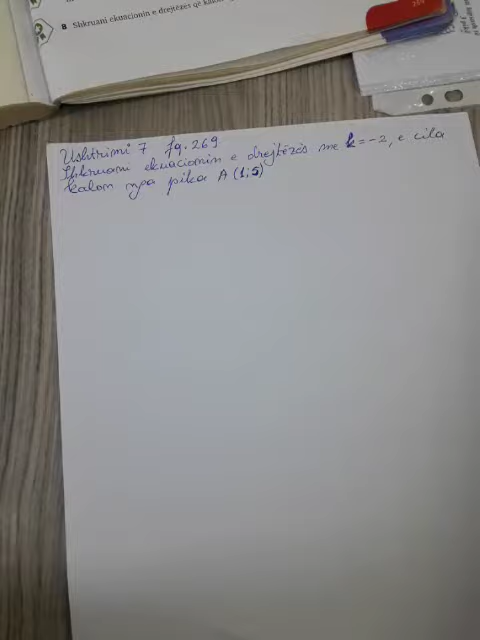 8 Shkruani ekuacionin e drejtëzës që kalon
Ushtrimi 7 fq.269
Shkruani ekuacionin e drejtëzës me k=-2, e cila
kalon nga pika A (1;5)